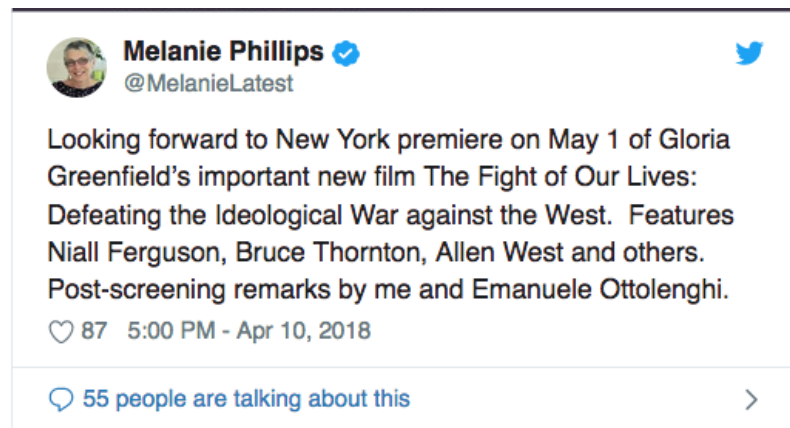 Melanie Phillips
@MelanieLatest
Looking forward to New York premiere on May 1 of Gloria
Greenfield’s important new film The Fight of Our Lives:
Defeating the Ideological War against the West.  Features
Niall Ferguson, Bruce Thornton, Allen West and others.
Post-screening remarks by me and Emanuele Ottolenghi.
87 5:00 PM - Apr 10, 2018
55 people are talking about this